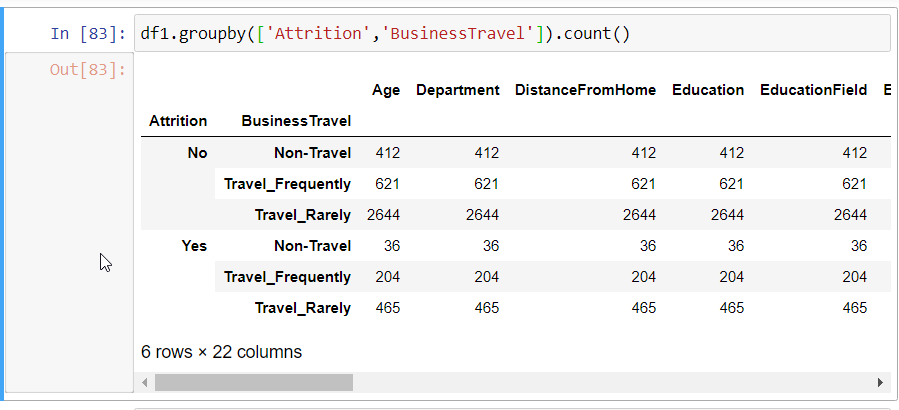 In [83]: df1.groupby(['Attrition','BusinessTravel']).count()
Out[83]:
Age Department DistanceFromHome Education EducationField E
Attrition BusinessTravel
No Non-Travel 412 412 412 412 412
Travel_Frequently 621 621 621 621 621
Travel_Rarely 2644 2644 2644 2644 2644
Yes Non-Travel 36 36 36 36 36
Travel_Frequently 204 204 204 204 204
Travel_Rarely 465 465 465 465 465
6 rows × 22 columns